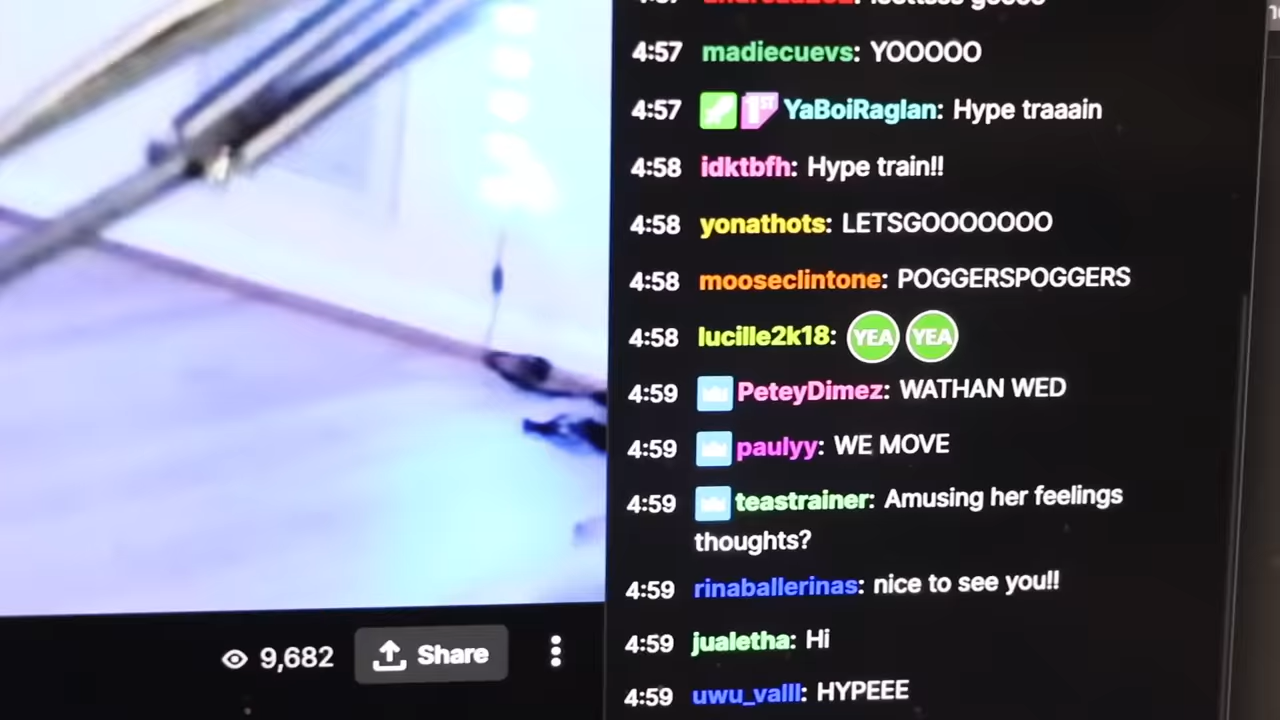 4:57 madiecuevs: YOOOOO
4:57 1ST YaBoiRaglan: Hype traaain
4:58 idktbfh: Hype train!!
4:58 yonathots: LETSGOOOOOOO
4:58 mooseclintone: POGGERSPOGGERS
4:58 lucille2k18: YEA YEA
4:59 PeteyDimez: WATHAN WED
4:59 paulyy: WE MOVE
4:59 teastrainer: Amusing her feelings
thoughts?
4:59 rinaballerinas: nice to see you!!
4:59 jualetha: Hi
4:59 uwu_valll: HYPEEE
9,682 Share